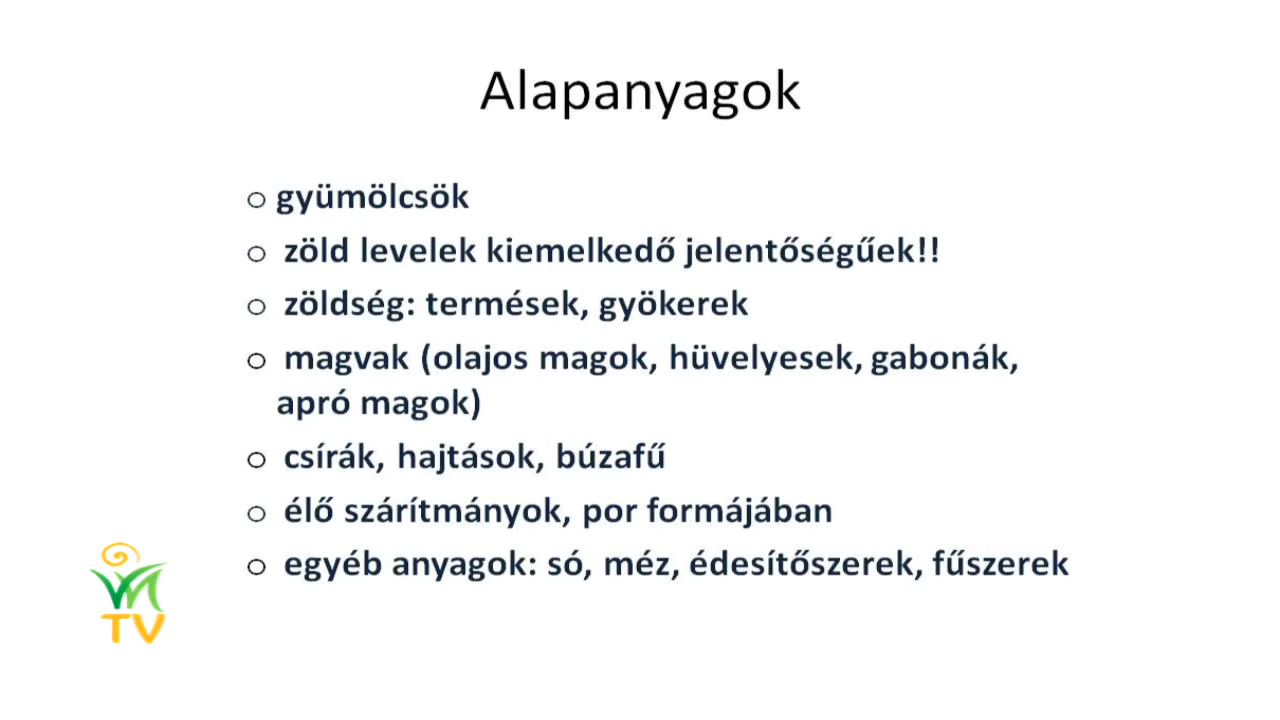 Alapanyagok
o gyümölcsök
o zöld levelek kiemelkedő jelentőségűek!!
o zöldség: termések, gyökerek
o magvak (olajos magok, hüvelyesek, gabonák,
apró magok)
o csírák, hajtások, búzafű
o élő szárítmányok, por formájában
o egyéb anyagok: só, méz, édesítőszerek, fűszerek
TV